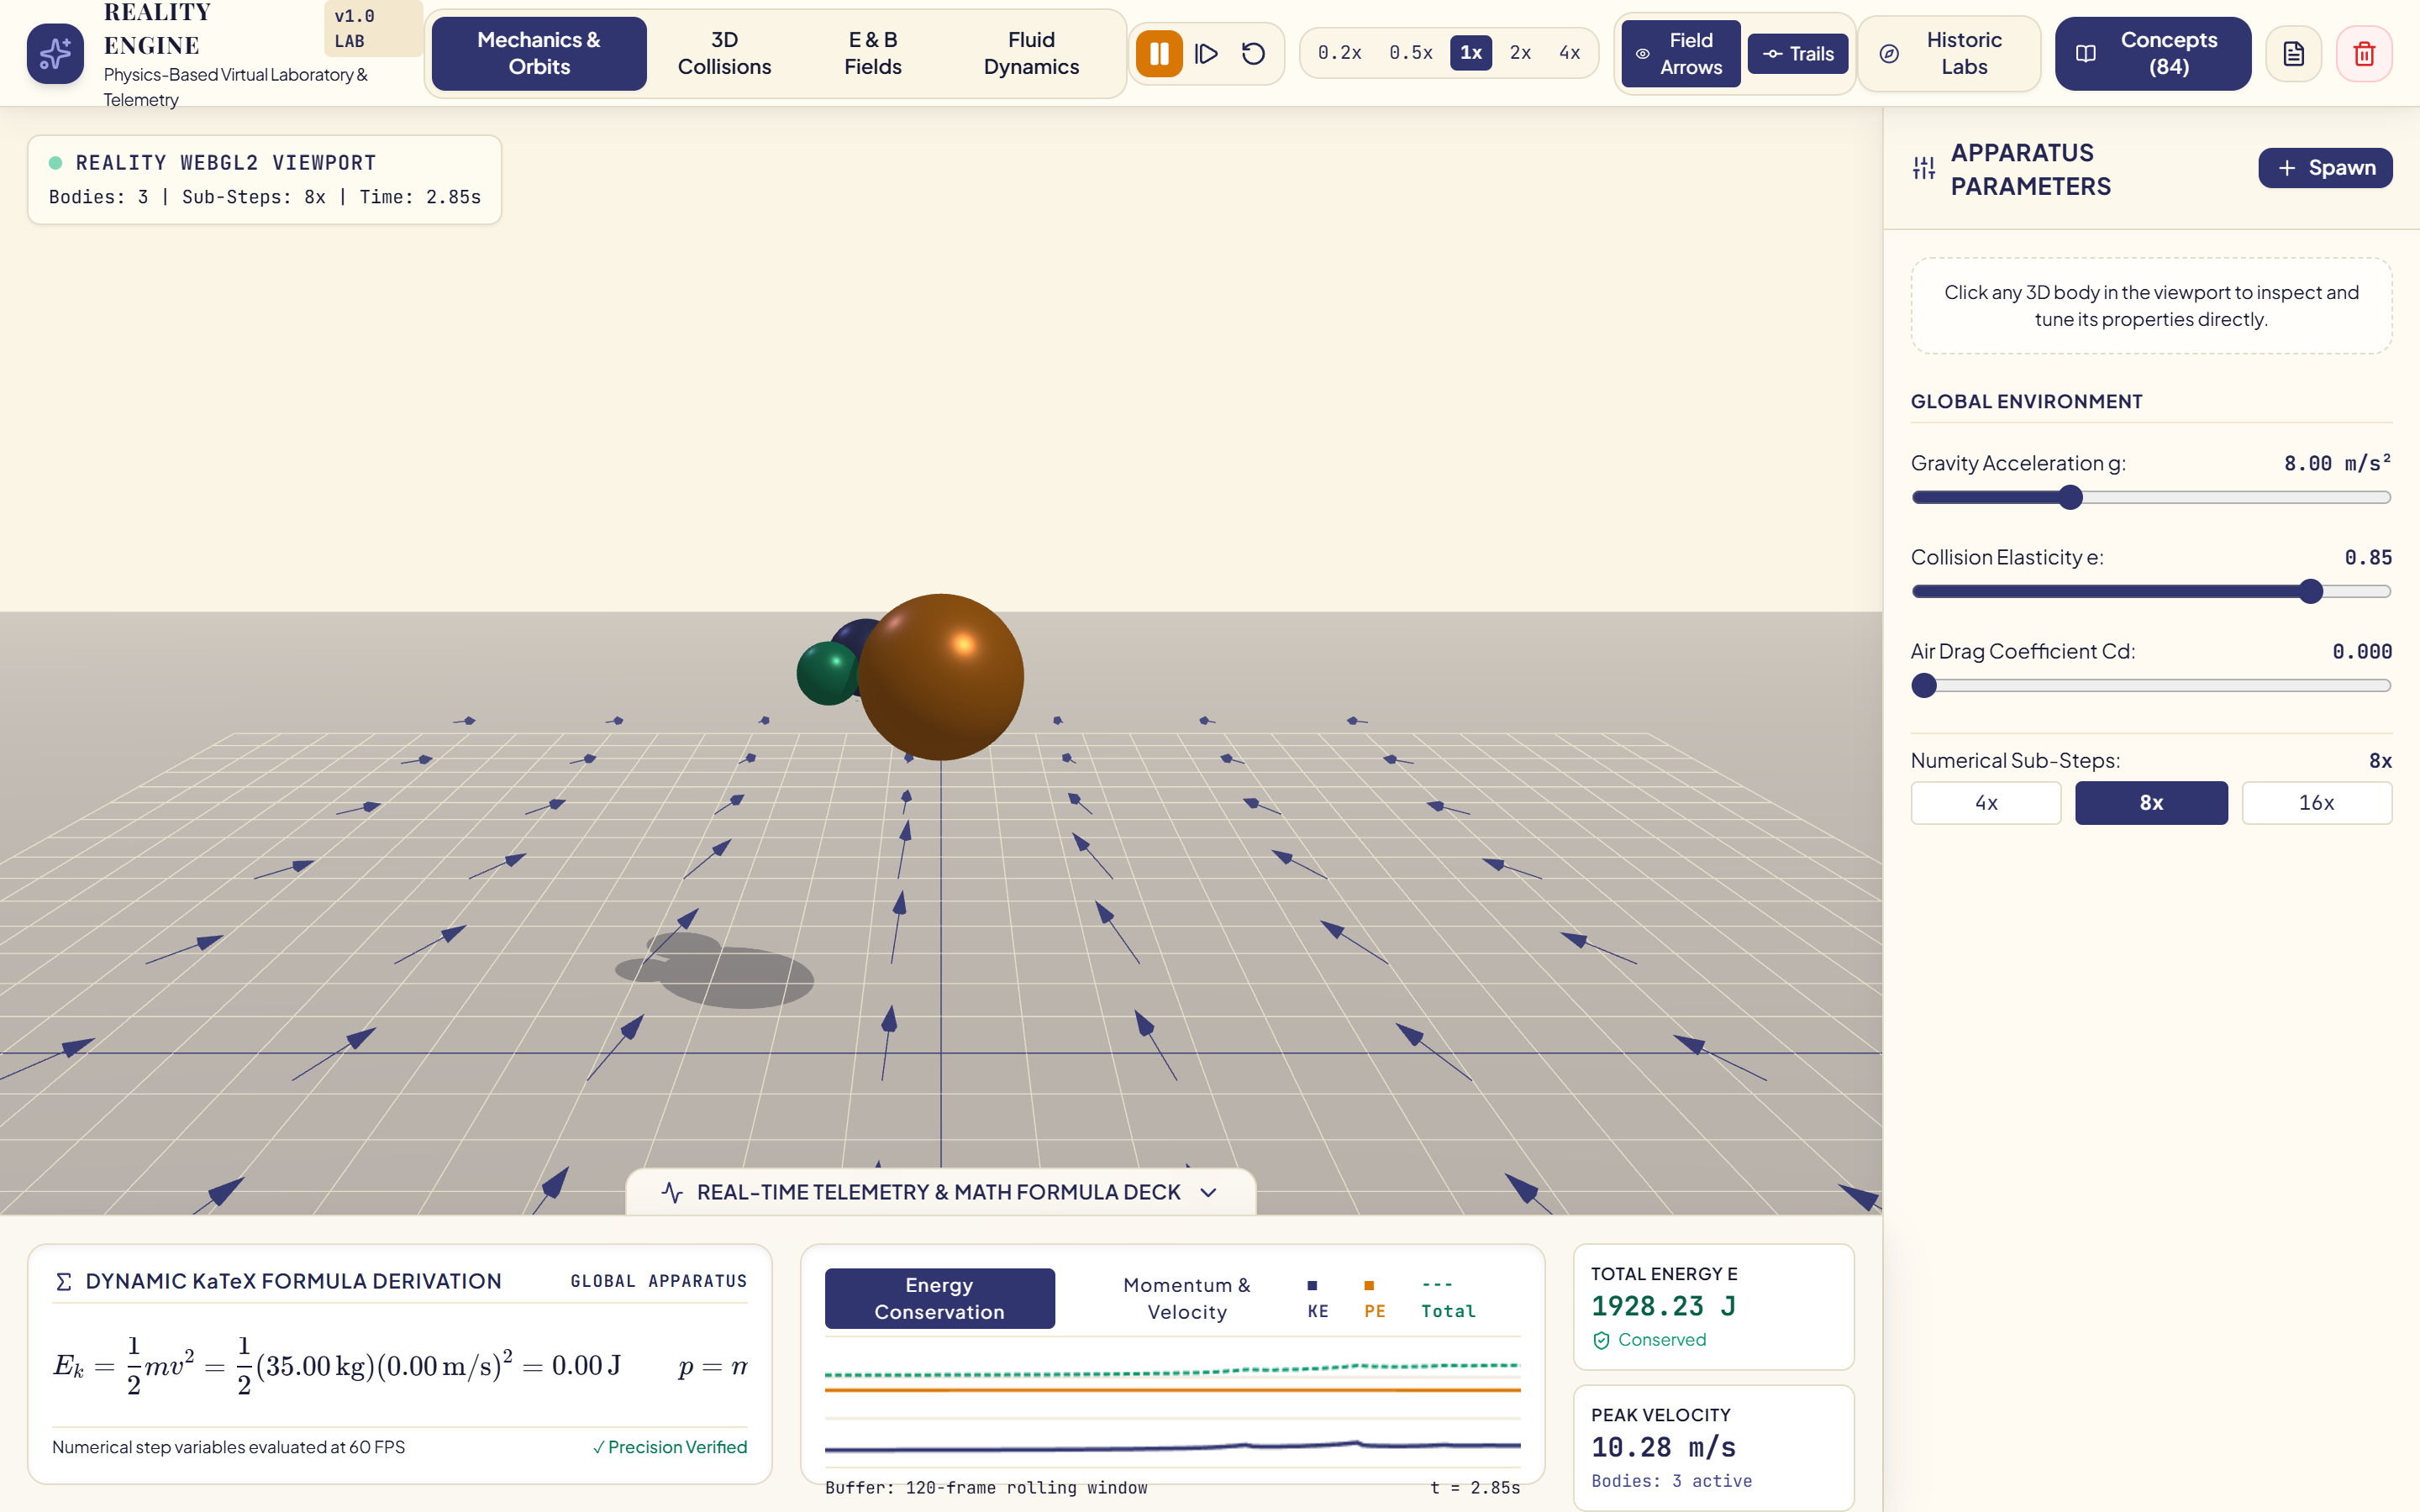 REALITY
ENGINE
v1.0
LAB
Physics-Based Virtual Laboratory &
Telemetry
Mechanics &
Orbits
3D
Collisions
E & B
Fields
Fluid
Dynamics
0.2x 0.5x 1x 2x 4x
Field
Arrows
Trails
Historic
Labs
Concepts
(84)
REALITY WEBGL2 VIEWPORT
Bodies: 3 | Sub-Steps: 8x | Time: 2.85s
APPARATUS
PARAMETERS
+ Spawn
Click any 3D body in the viewport to inspect and
tune its properties directly.
GLOBAL ENVIRONMENT
Gravity Acceleration g: 8.00 m/s²
Collision Elasticity e: 0.85
Air Drag Coefficient Cd: 0.000
Numerical Sub-Steps: 8x
4x 8x 16x
REAL-TIME TELEMETRY & MATH FORMULA DECK
Σ DYNAMIC KaTeX FORMULA DERIVATION GLOBAL APPARATUS
E_k = 1/2 mv² = 1/2 (35.00 kg)(0.00 m/s)² = 0.00 J p = m
Numerical step variables evaluated at 60 FPS ✓ Precision Verified
Energy
Conservation
Momentum &
Velocity
■ KE
■ PE
--- Total
Buffer: 120-frame rolling window t = 2.85s
TOTAL ENERGY E
1928.23 J
Conserved
PEAK VELOCITY
10.28 m/s
Bodies: 3 active